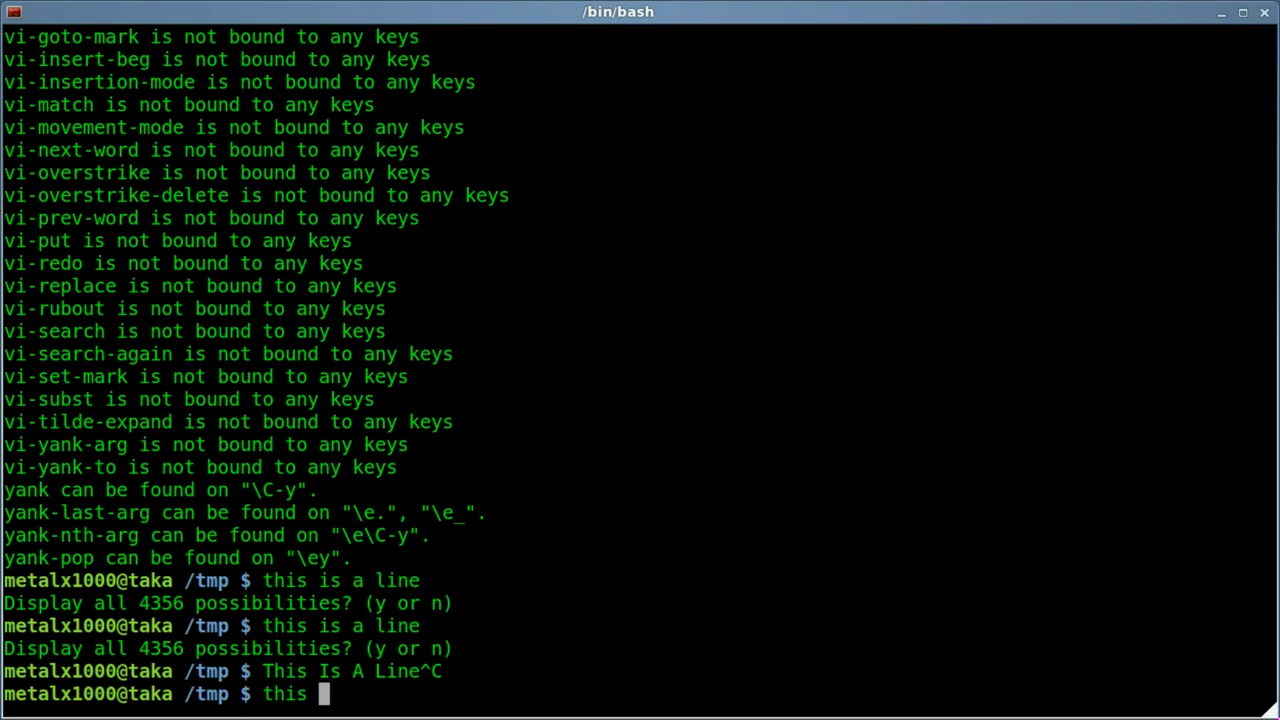 /bin/bash
vi-goto-mark is not bound to any keys
vi-insert-beg is not bound to any keys
vi-insertion-mode is not bound to any keys
vi-match is not bound to any keys
vi-movement-mode is not bound to any keys
vi-next-word is not bound to any keys
vi-overstrike is not bound to any keys
vi-overstrike-delete is not bound to any keys
vi-prev-word is not bound to any keys
vi-put is not bound to any keys
vi-redo is not bound to any keys
vi-replace is not bound to any keys
vi-rubout is not bound to any keys
vi-search is not bound to any keys
vi-search-again is not bound to any keys
vi-set-mark is not bound to any keys
vi-subst is not bound to any keys
vi-tilde-expand is not bound to any keys
vi-yank-arg is not bound to any keys
vi-yank-to is not bound to any keys
yank can be found on "\C-y".
yank-last-arg can be found on "\e.", "\e_".
yank-nth-arg can be found on "\e\C-y".
yank-pop can be found on "\ey".
metalx1000@taka /tmp $ this is a line
Display all 4356 possibilities? (y or n)
metalx1000@taka /tmp $ this is a line
Display all 4356 possibilities? (y or n)
metalx1000@taka /tmp $ This Is A Line^C
metalx1000@taka /tmp $ this